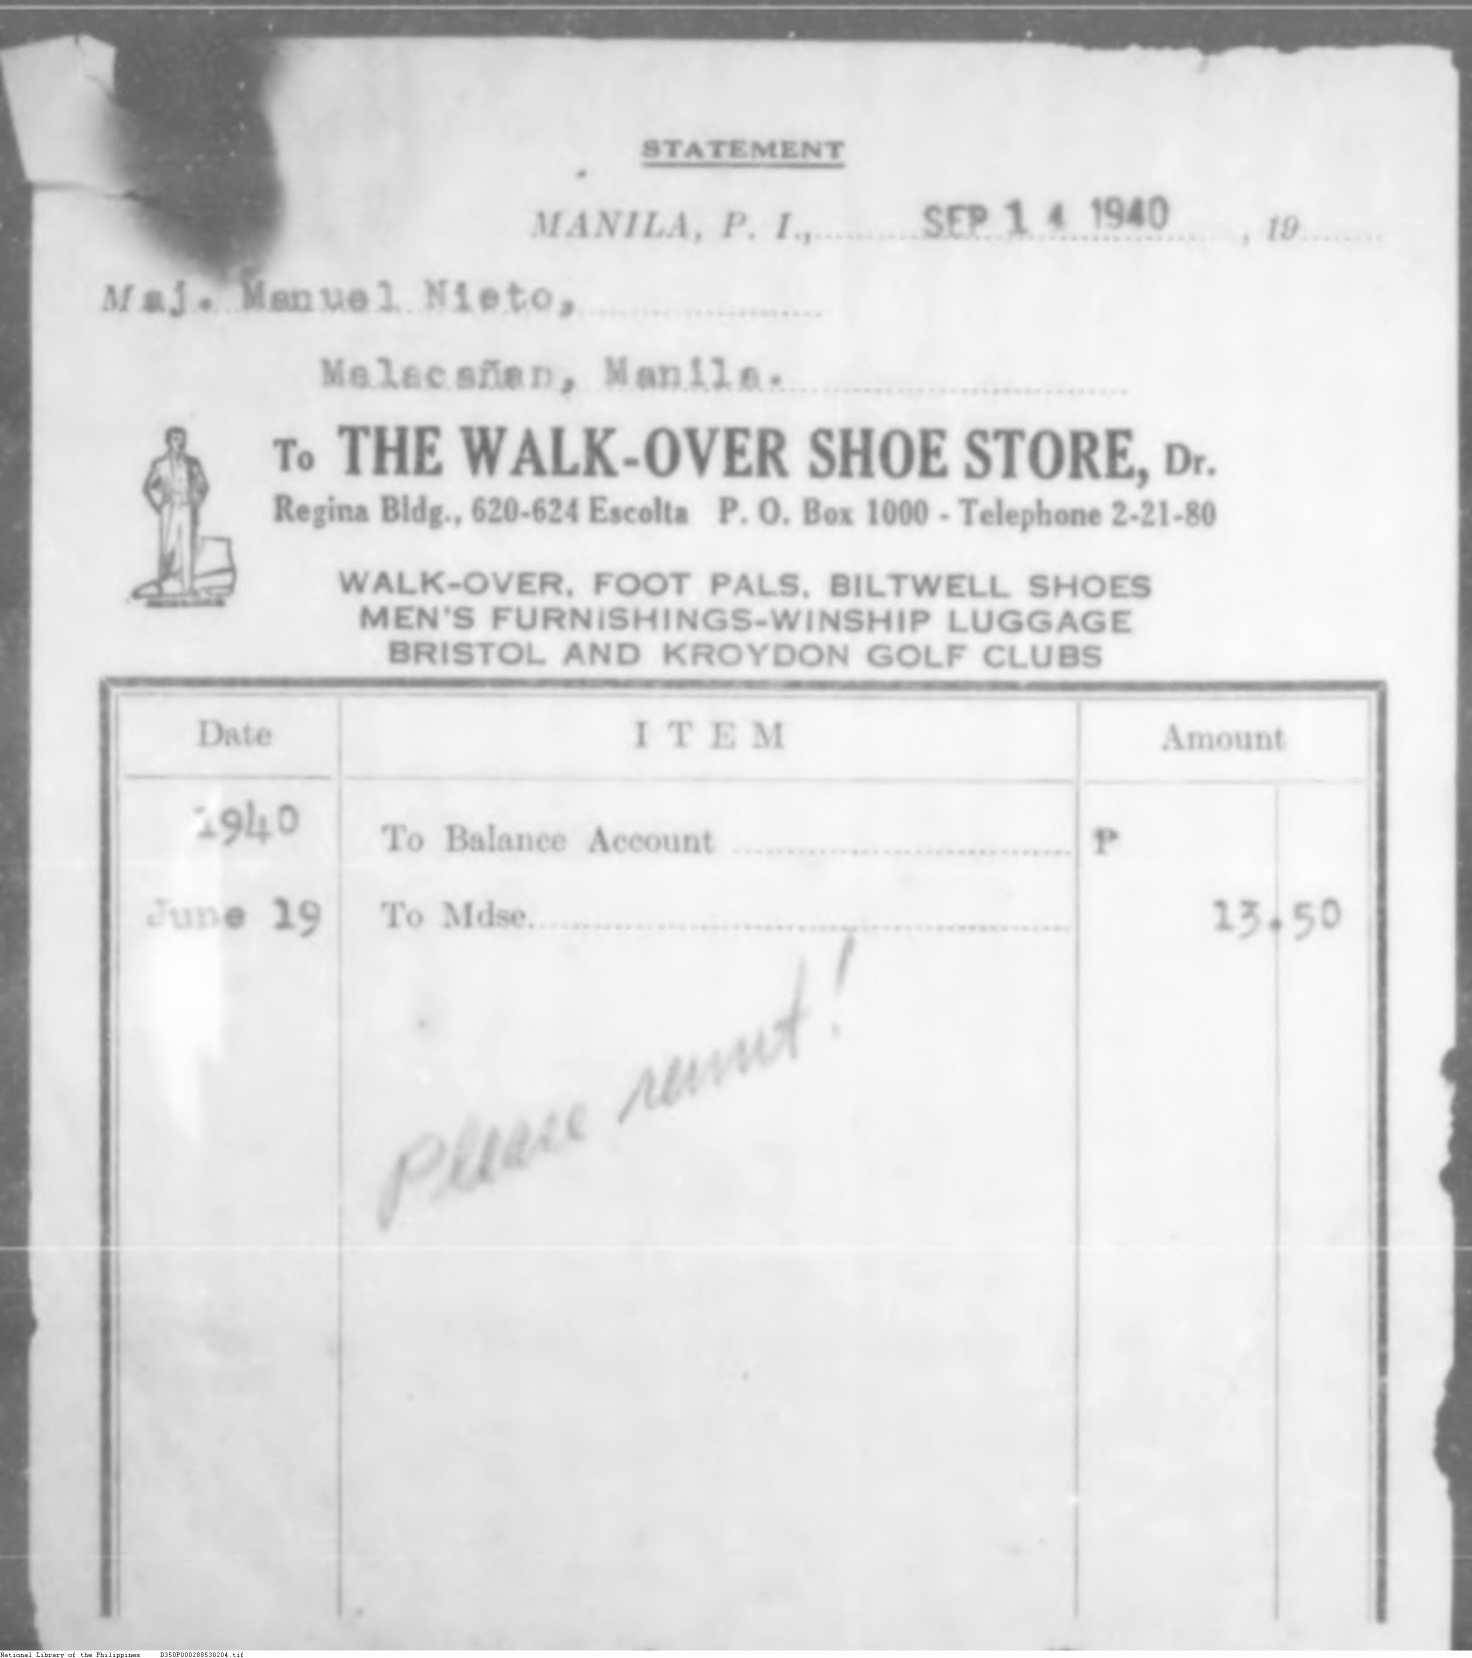 STATEMENT
MANILA, P. I., SEP 14 1940, 19
Maj. Manuel Nieto,
Malacañan, Manila.
To THE WALK-OVER SHOE STORE, Dr.
Regina Bldg., 620-624 Escolta P. O. Box 1000 - Telephone 2-21-80
WALK-OVER, FOOT PALS, BILTWELL SHOES
MEN'S FURNISHINGS-WINSHIP LUGGAGE
BRISTOL AND KROYDON GOLF CLUBS
Date ITEM Amount
1940 To Balance Account P
June 19 To Mdse. 13.50
Please remit!
National Library of the Philippines D350P000288530204.tif